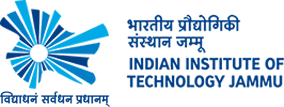 भारतीय प्रौद्योगिकी
संस्थान जम्मू
INDIAN INSTITUTE OF
TECHNOLOGY JAMMU
विद्याधनं सर्वधन प्रधानम्